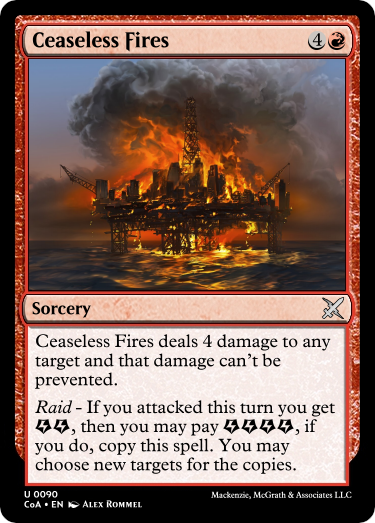 Ceaseless Fires 4
Sorcery
Ceaseless Fires deals 4 damage to any
target and that damage can't be
prevented.
Raid - If you attacked this turn you get
, then you may pay , if
you do, copy this spell. You may
choose new targets for the copies.
U 0090
CoA • EN Alex Rommel
Mackenzie, McGrath & Associates LLC